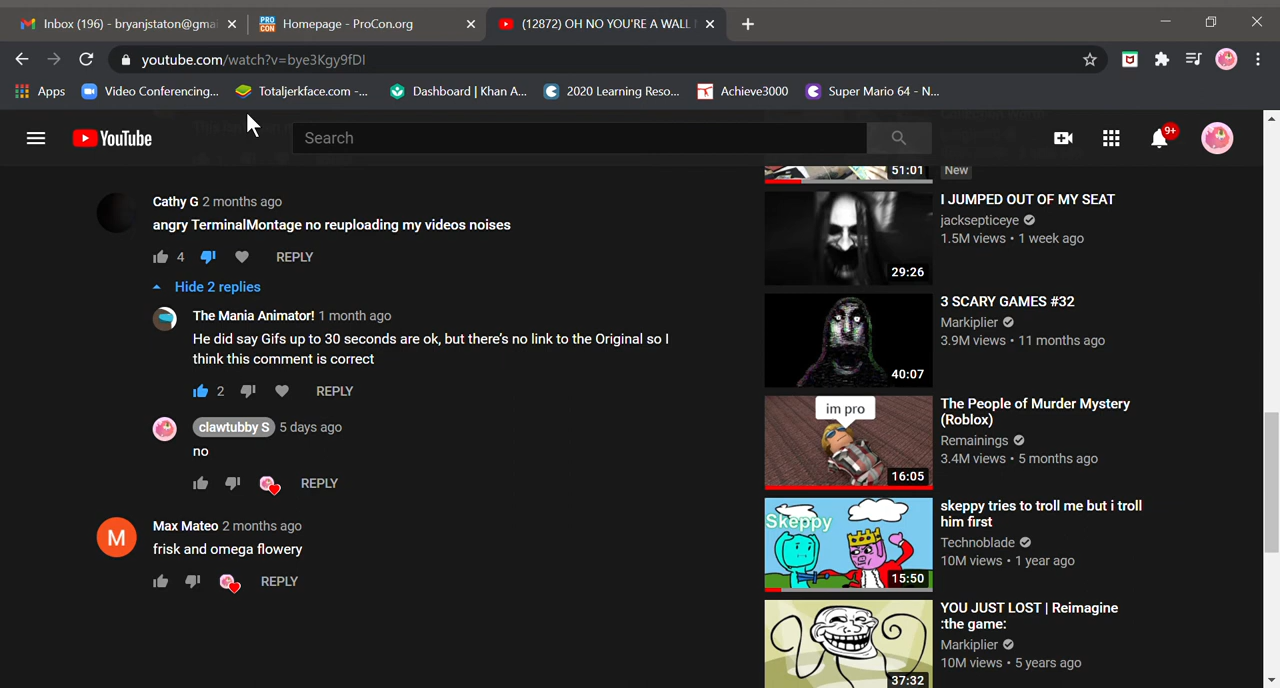 Inbox (196) - bryanjstaton@gmai
PRO CON Homepage - ProCon.org
(12872) OH NO YOU'RE A WALL
youtube.com/watch?v=bye3Kgy9fDI
Apps
Video Conferencing...
Totaljerkface.com -...
Dashboard | Khan A...
2020 Learning Reso...
Achieve3000
Super Mario 64 - N...
YouTube
Search
9+
Cathy G 2 months ago
angry TerminalMontage no reuploading my videos noises
4 REPLY
Hide 2 replies
The Mania Animator! 1 month ago
He did say Gifs up to 30 seconds are ok, but there's no link to the Original so I
think this comment is correct
2 REPLY
clawtubby S 5 days ago
no
REPLY
M
Max Mateo 2 months ago
frisk and omega flowery
REPLY
51:01
New
29:26
I JUMPED OUT OF MY SEAT
jacksepticeye
1.5M views • 1 week ago
40:07
3 SCARY GAMES #32
Markiplier
3.9M views • 11 months ago
im pro
16:05
The People of Murder Mystery
(Roblox)
Remainings
3.4M views • 5 months ago
Skeppy
15:50
skeppy tries to troll me but i troll
him first
Technoblade
10M views • 1 year ago
37:32
YOU JUST LOST | Reimagine
:the game:
Markiplier
10M views • 5 years ago